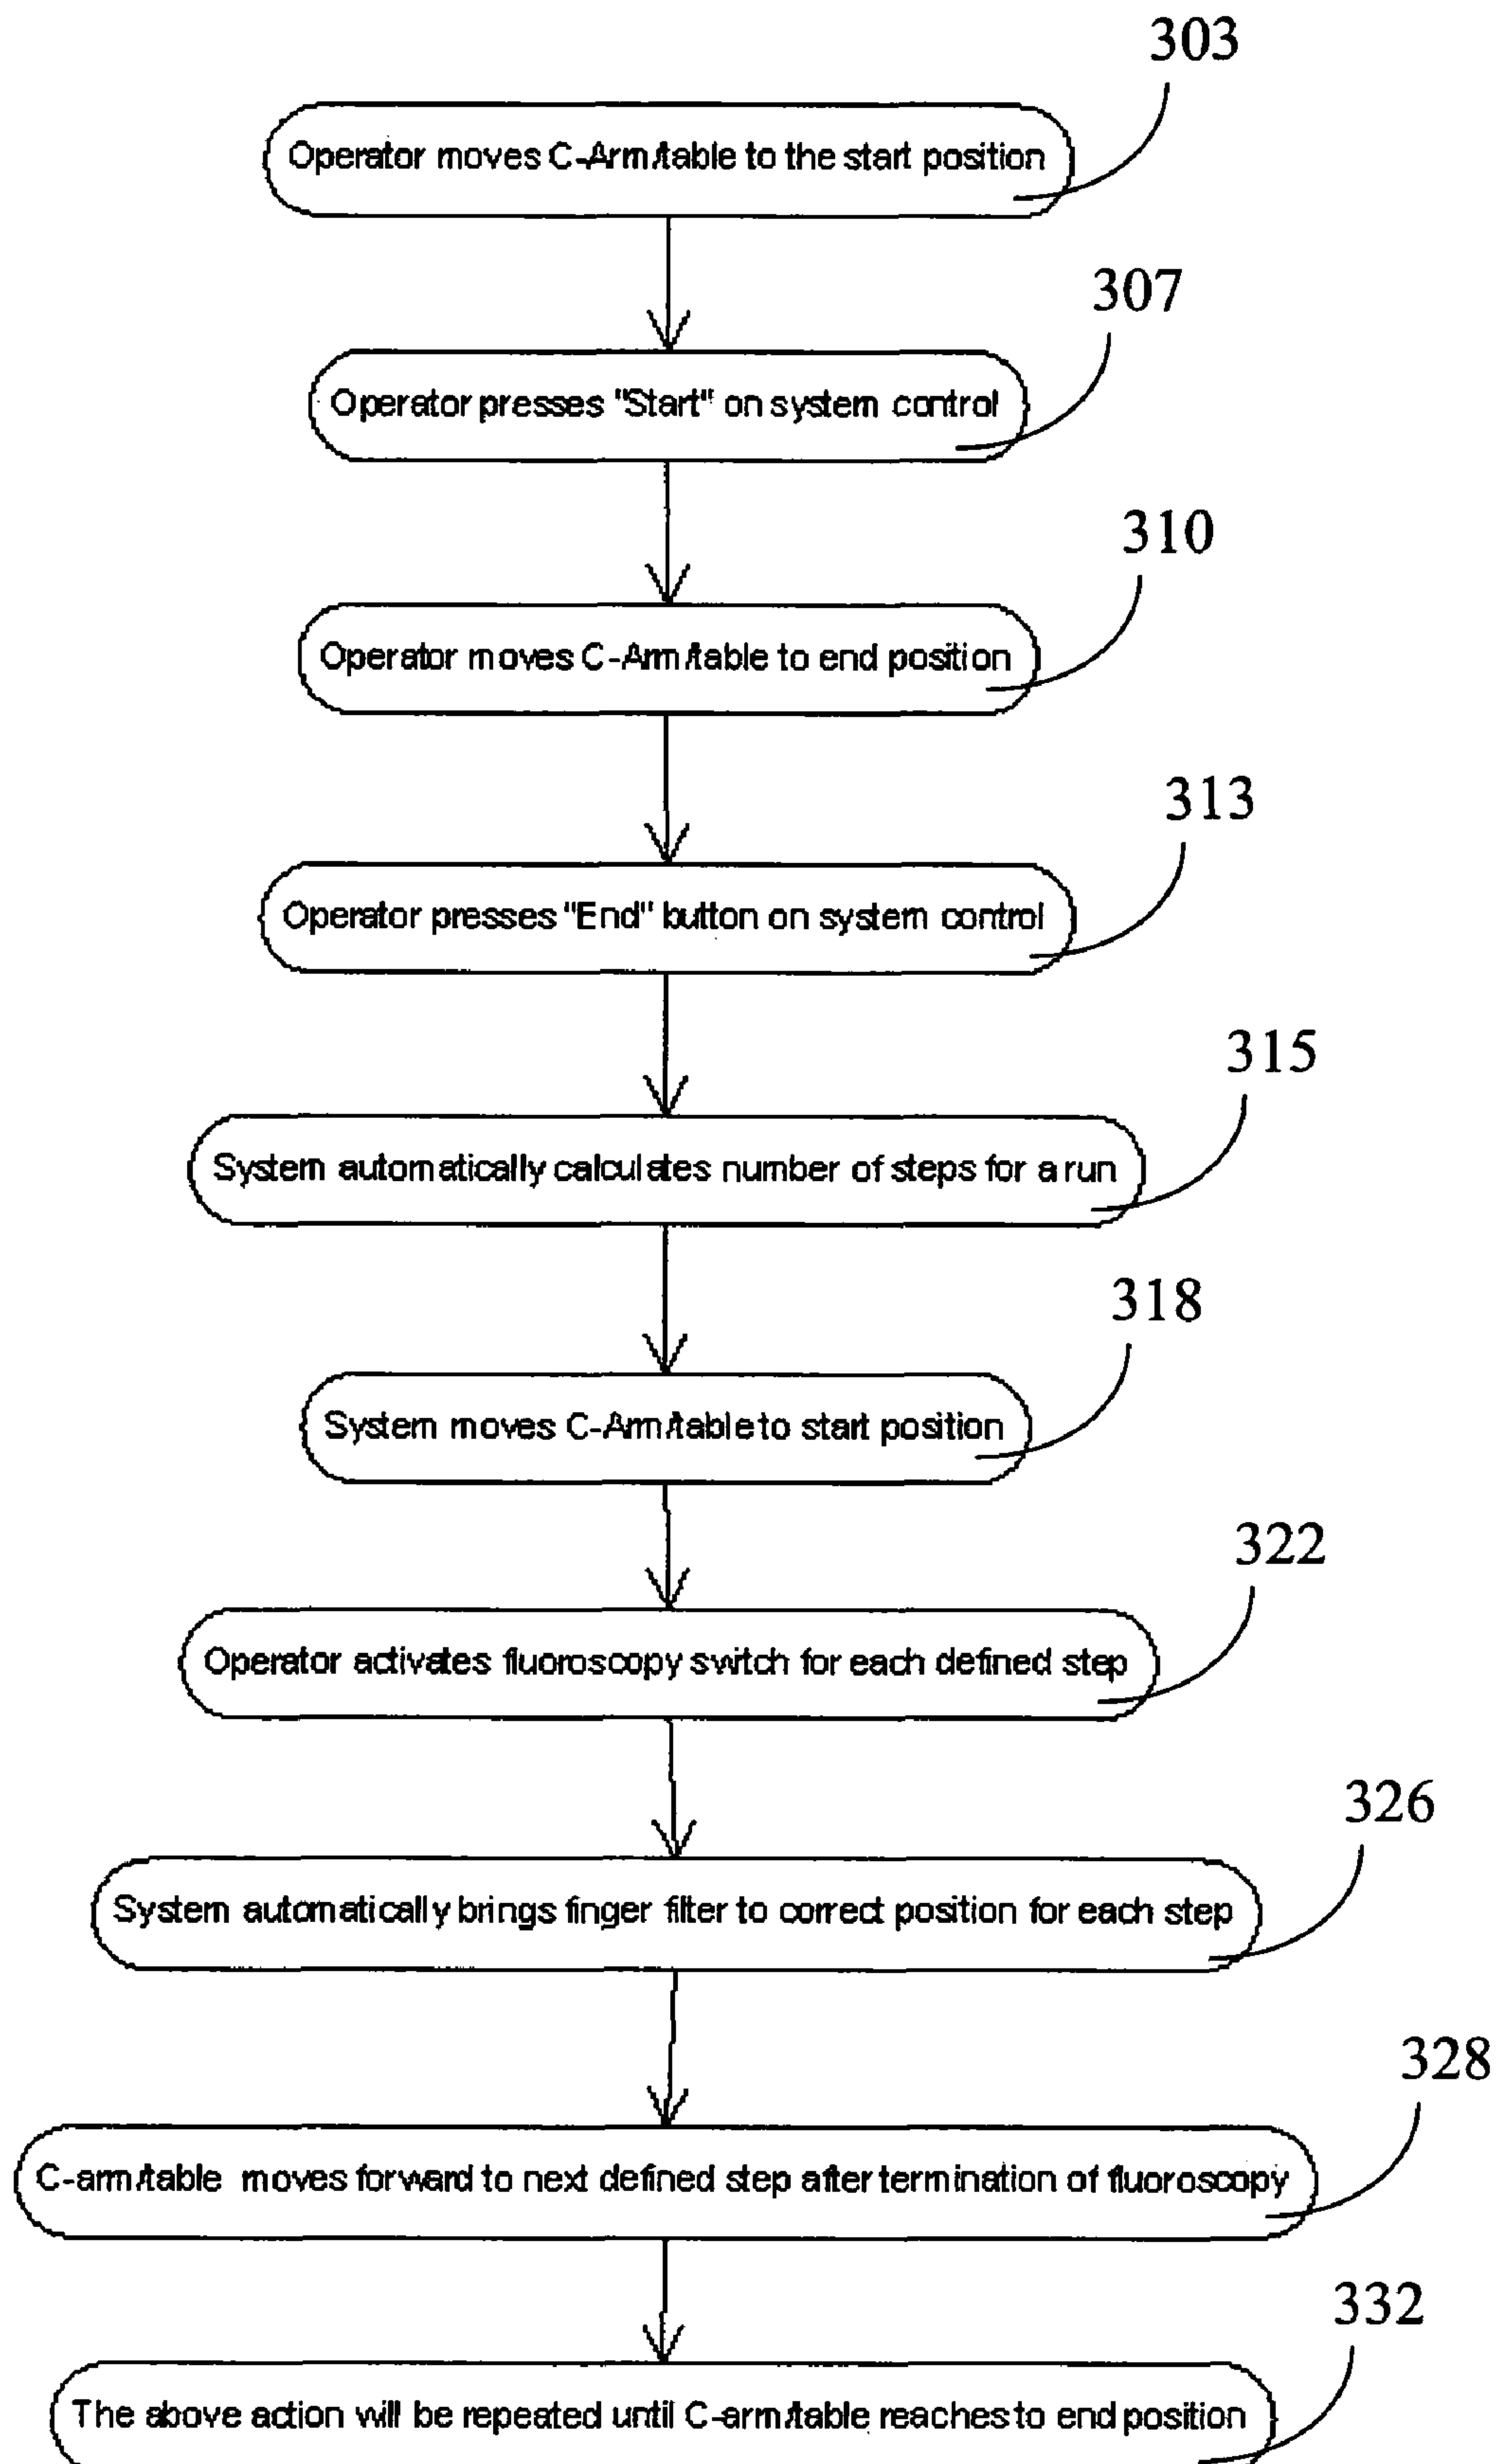 303
Operator moves C-Arm/table to the start position
307
Operator presses "Start" on system control
310
Operator moves C-Arm/table to end position
313
Operator presses "End" button on system control
315
System automatically calculates number of steps for a run
318
System moves C-Arm/table to start position
322
Operator activates fluoroscopy switch for each defined step
326
System automatically brings finger filter to correct position for each step
328
C-arm/table moves forward to next defined step after termination of fluoroscopy
332
The above action will be repeated until C-arm/table reaches to end position